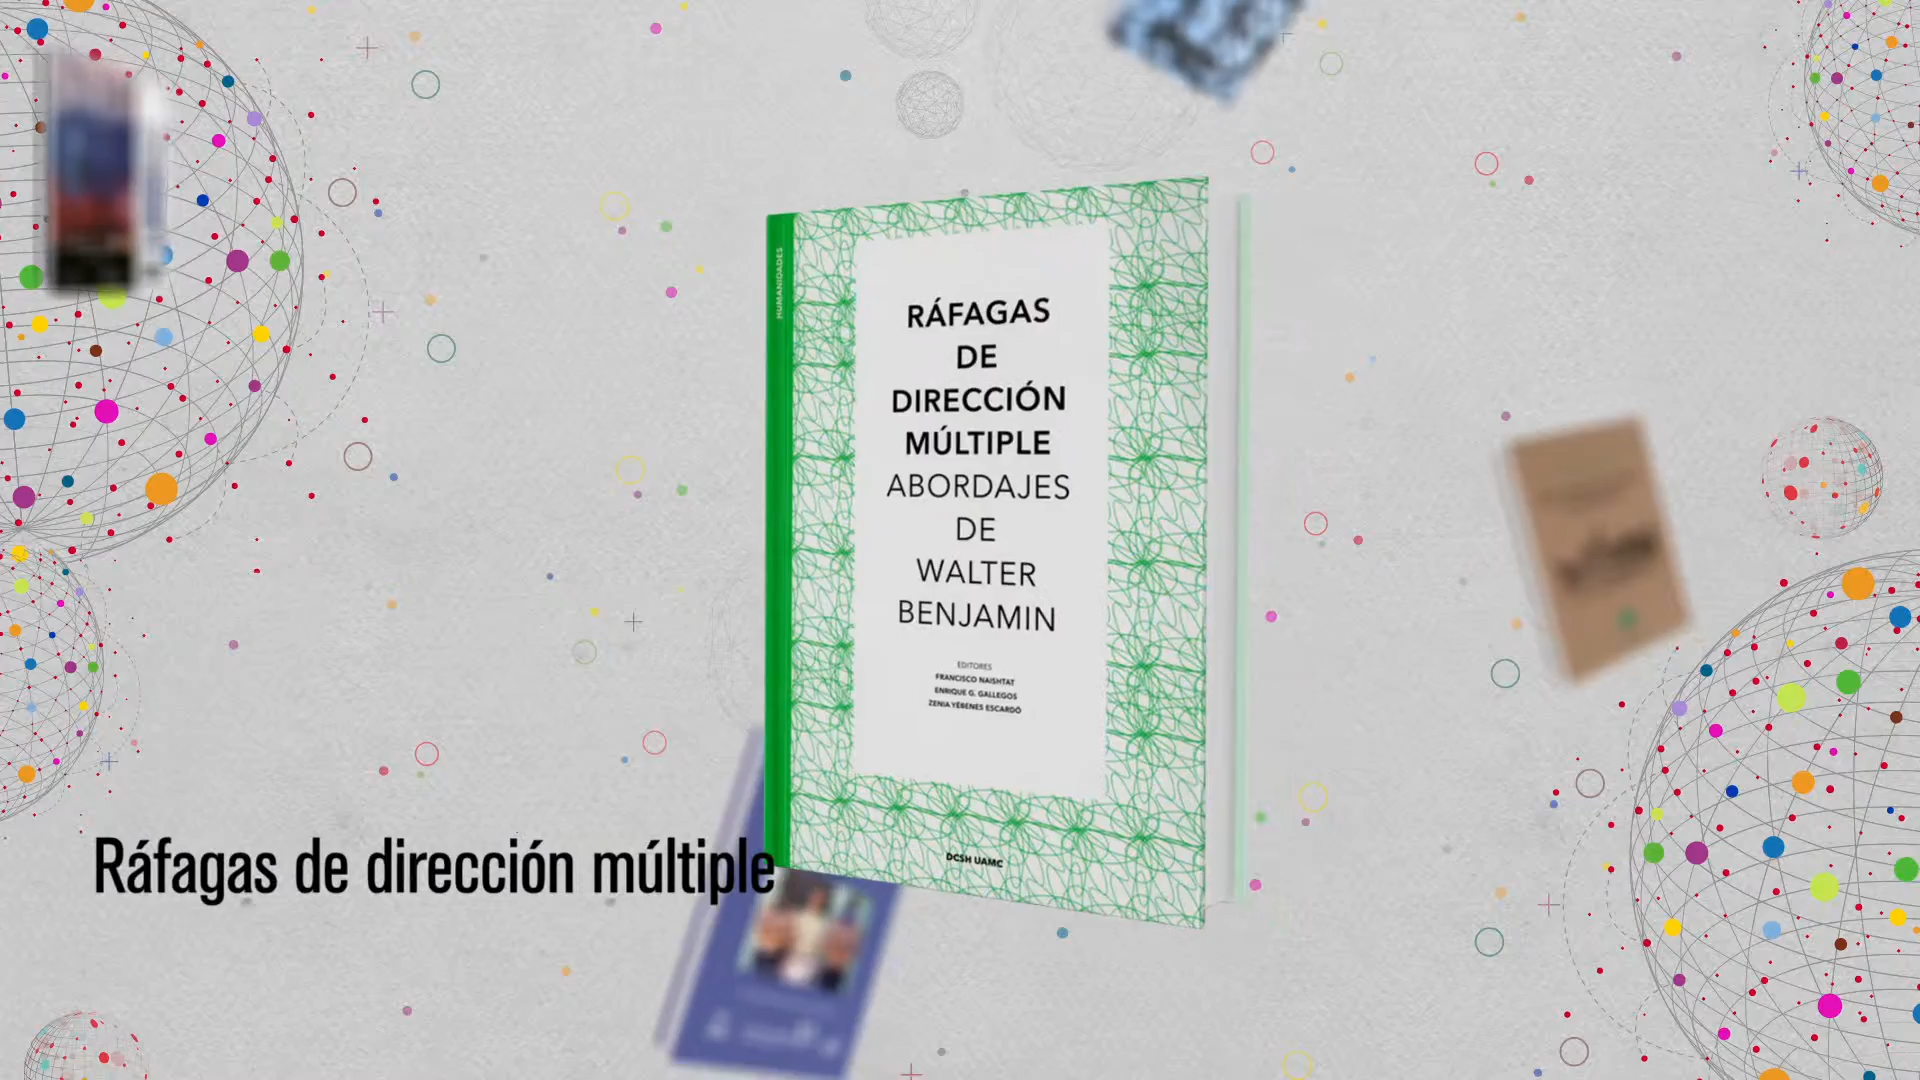 HUMANIDADES
RÁFAGAS
DE
DIRECCIÓN
MÚLTIPLE
ABORDAJES
DE
WALTER
BENJAMIN
EDITORES
FRANCISCO NAISHTAT
ENRIQUE G. GALLEGOS
ZENIA YÉBENES ESCARDÓ
DCSH UAMC
Ráfagas de dirección múltiple